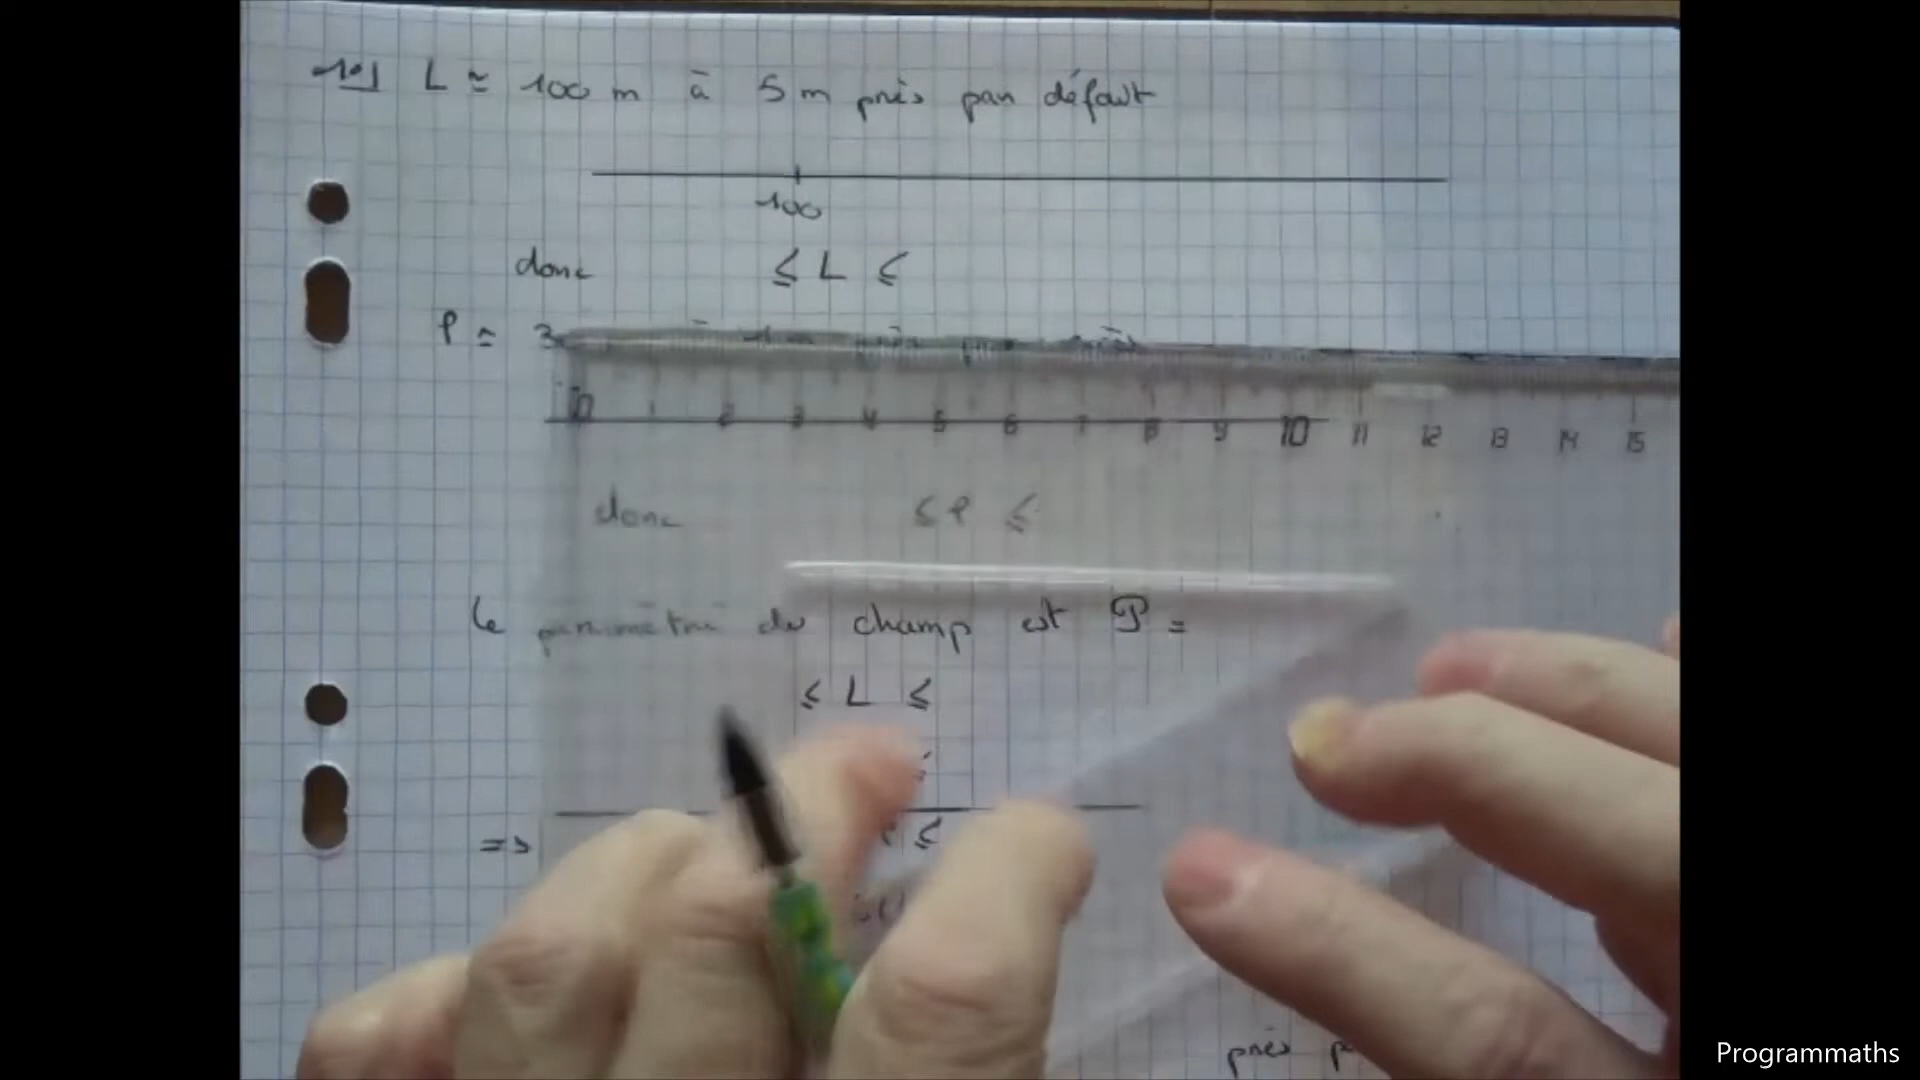 1°) L ≃ 100 m à 5 m près par défaut
100
donc ≤ L ≤
0 1 2 3 4 5 6 7 8 9 10 11 12 13 14 15
donc ≤ ℓ ≤
Le périmètre du champ est P =
≤ L ≤
≤
=> ≤
près
Programmaths